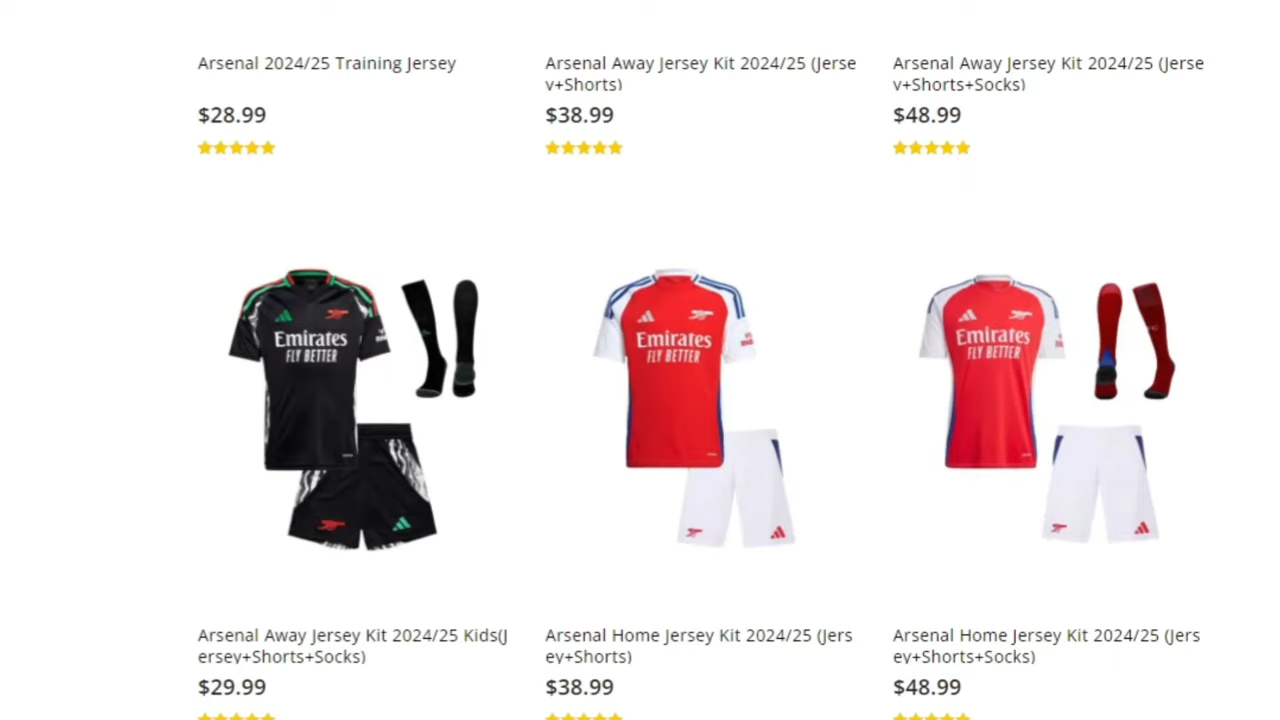 Arsenal 2024/25 Training Jersey
$28.99
Arsenal Away Jersey Kit 2024/25 (Jerse
y+Shorts)
$38.99
Arsenal Away Jersey Kit 2024/25 (Jerse
y+Shorts+Socks)
$48.99
Emirates
FLY BETTER
Emirates
FLY BETTER
Emirates
FLY BETTER
Arsenal Away Jersey Kit 2024/25 Kids(J
ersey+Shorts+Socks)
$29.99
Arsenal Home Jersey Kit 2024/25 (Jers
ey+Shorts)
$38.99
Arsenal Home Jersey Kit 2024/25 (Jers
ey+Shorts+Socks)
$48.99